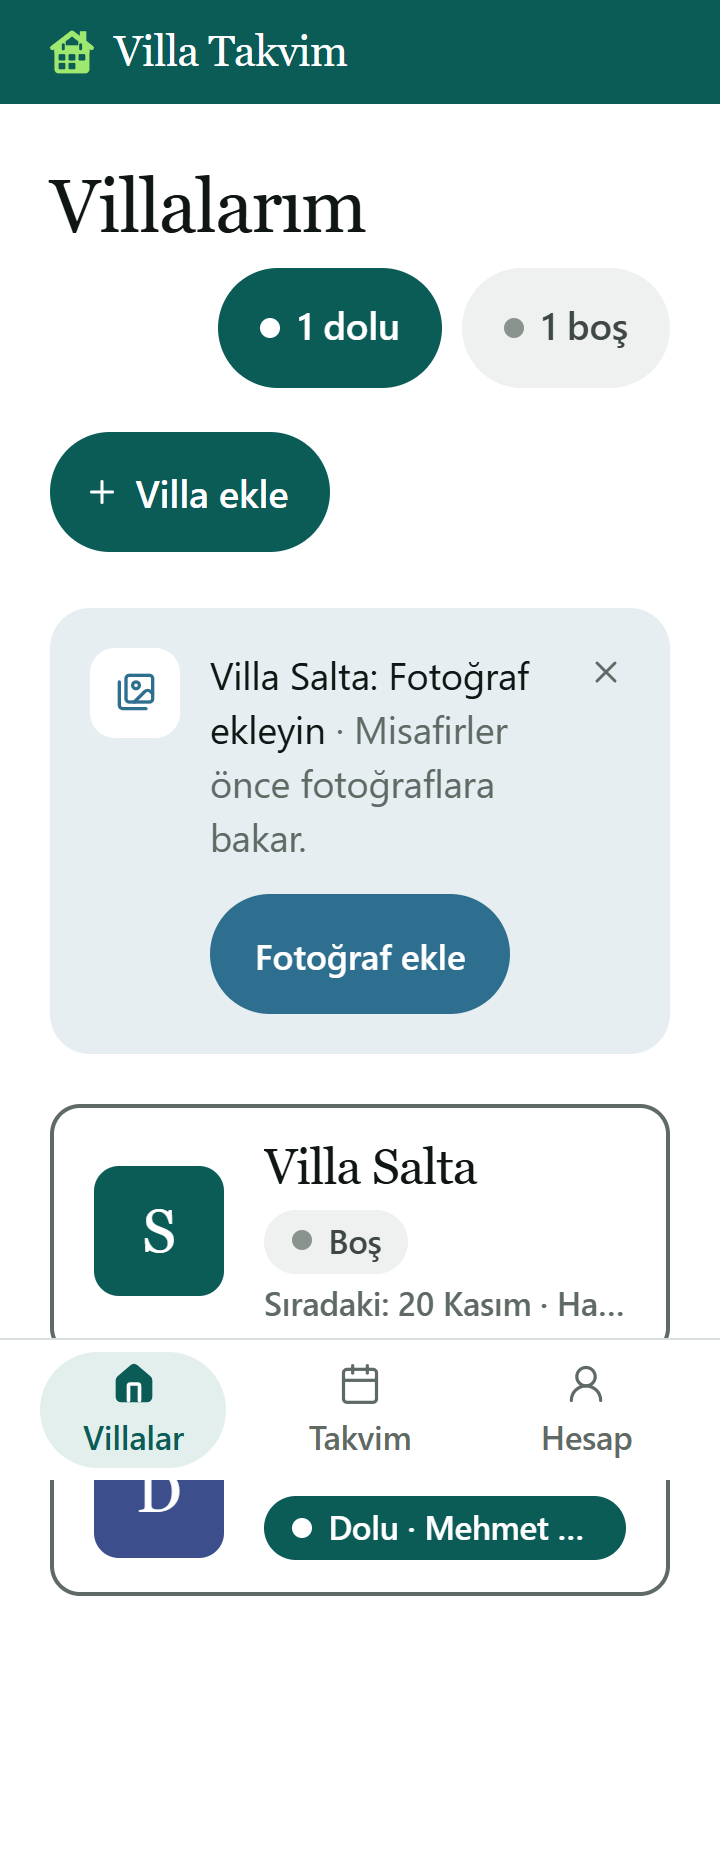 Villa Takvim
Villalarım
1 dolu
1 boş
+ Villa ekle
Villa Salta: Fotoğraf
ekleyin · Misafirler
önce fotoğraflara
bakar.
Fotoğraf ekle
S
Villa Salta
Boş
Sıradaki: 20 Kasım · Ha...
Villalar
Takvim
Hesap
D
Dolu · Mehmet ...